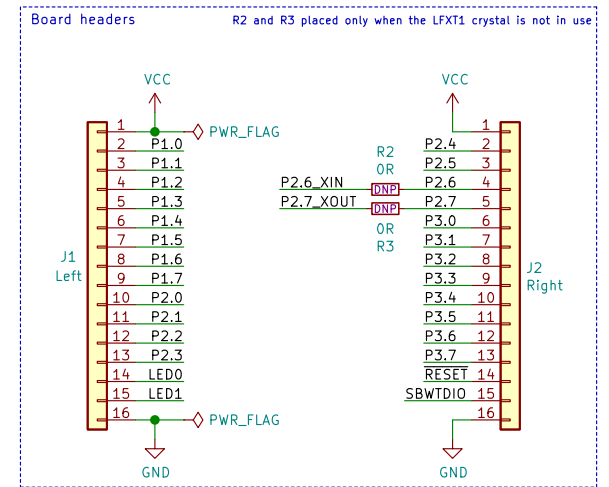 Board headers
R2 and R3 placed only when the LFXT1 crystal is not in use
VCC
VCC
1
PWR_FLAG
1
2 P1.0
P2.4 2
3 P1.1
P2.5 3
R2
0R
4 P1.2
P2.6_XIN DNP P2.6 4
5 P1.3
P2.7_XOUT DNP P2.7 5
0R
R3
6 P1.4
P3.0 6
7 P1.5
P3.1 7
8 P1.6
P3.2 8
J1
Left
J2
Right
9 P1.7
P3.3 9
10 P2.0
P3.4 10
11 P2.1
P3.5 11
12 P2.2
P3.6 12
13 P2.3
P3.7 13
14 LED0
RESET 14
15 LED1
SBWTDIO 15
16
PWR_FLAG
16
GND
GND